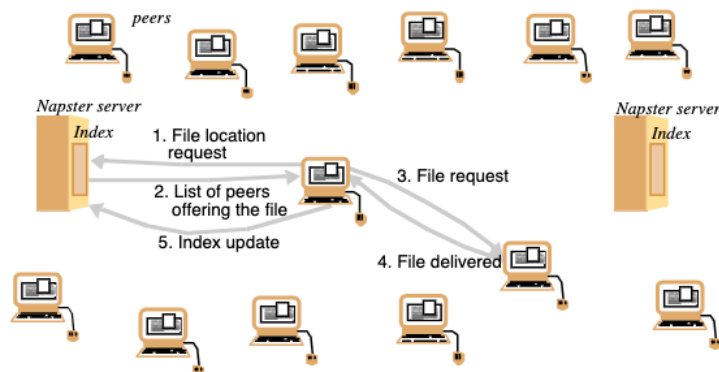 peers
Napster server
Index
Napster server
Index
1. File location
request
2. List of peers
offering the file
3. File request
5. Index update
4. File delivered